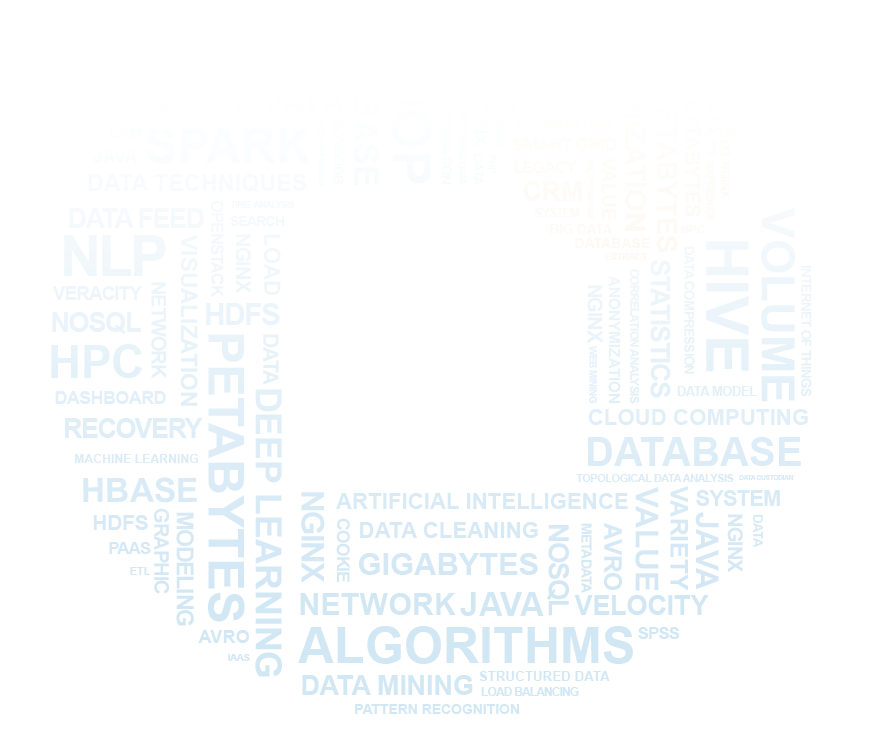 SPARK
JAVA
DATA TECHNIQUES
LEGACY
CRM
VALUE
SYSTEM
BIG DATA
DATABASE
DATA FEED
OPENSTACK
SEARCH
NLP
VISUALIZATION
NGINX
LOAD
VERACITY
NETWORK
NOSQL
HDFS
HPC
DATA
DASHBOARD
RECOVERY
PETABYTES
DEEP LEARNING
MACHINE LEARNING
HBASE
HDFS
GRAPHIC
MODELING
PAAS
ETL
AVRO
IAAS
STATISTICS
DATA COMPRESSION
HIVE
VOLUME
INTERNET OF THINGS
NGINX
WEB MINING
ANONYMIZATION
CORRELATION ANALYSIS
DATA MODEL
CLOUD COMPUTING
DATABASE
TOPOLOGICAL DATA ANALYSIS
DATA CUSTODIAN
NGINX
ARTIFICIAL INTELLIGENCE
VALUE
VARIETY
SYSTEM
COOKIE
DATA CLEANING
NOSQL
METADATA
AVRO
JAVA
NGINX
DATA
GIGABYTES
NETWORK
JAVA
VELOCITY
ALGORITHMS
SPSS
DATA MINING
STRUCTURED DATA
LOAD BALANCING
PATTERN RECOGNITION